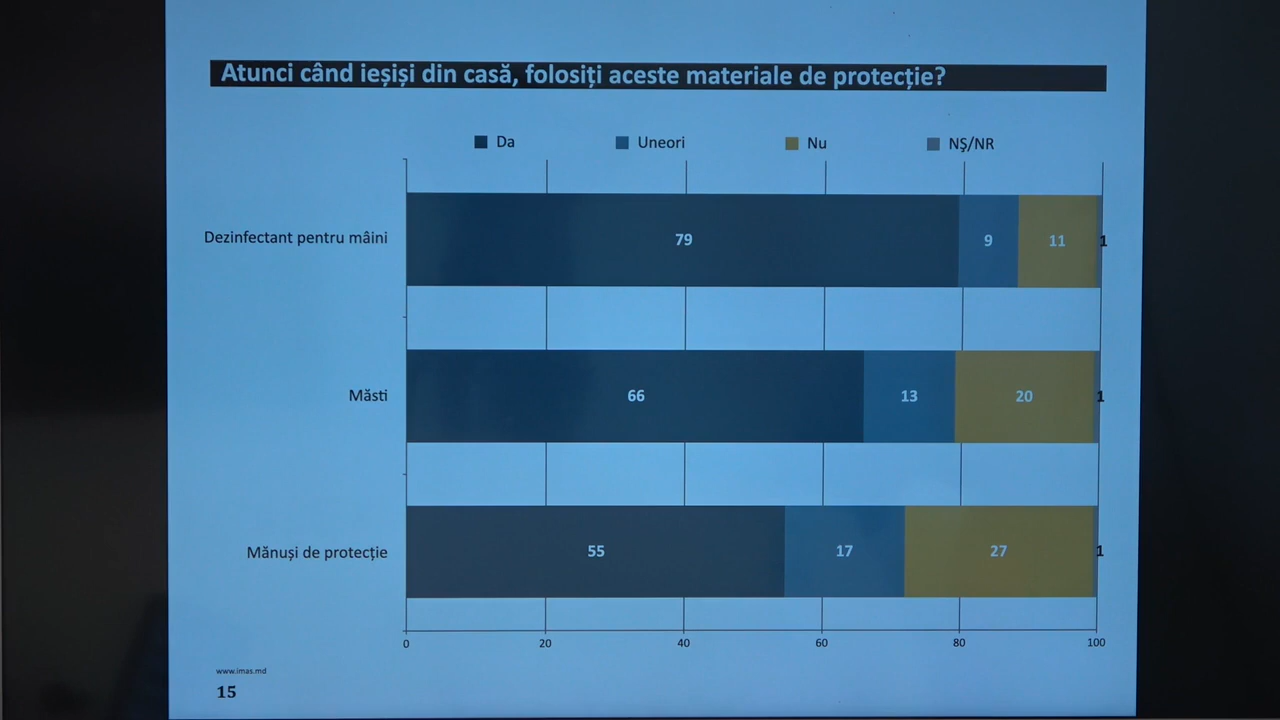 Atunci când ieșiși din casă, folosiți aceste materiale de protecție?
Da Uneori Nu NŞ/NR
Dezinfectant pentru mâini 79 9 11 1
Măsti 66 13 20 1
Mănuși de protecție 55 17 27 1
0 20 40 60 80 100
www.imas.md
15